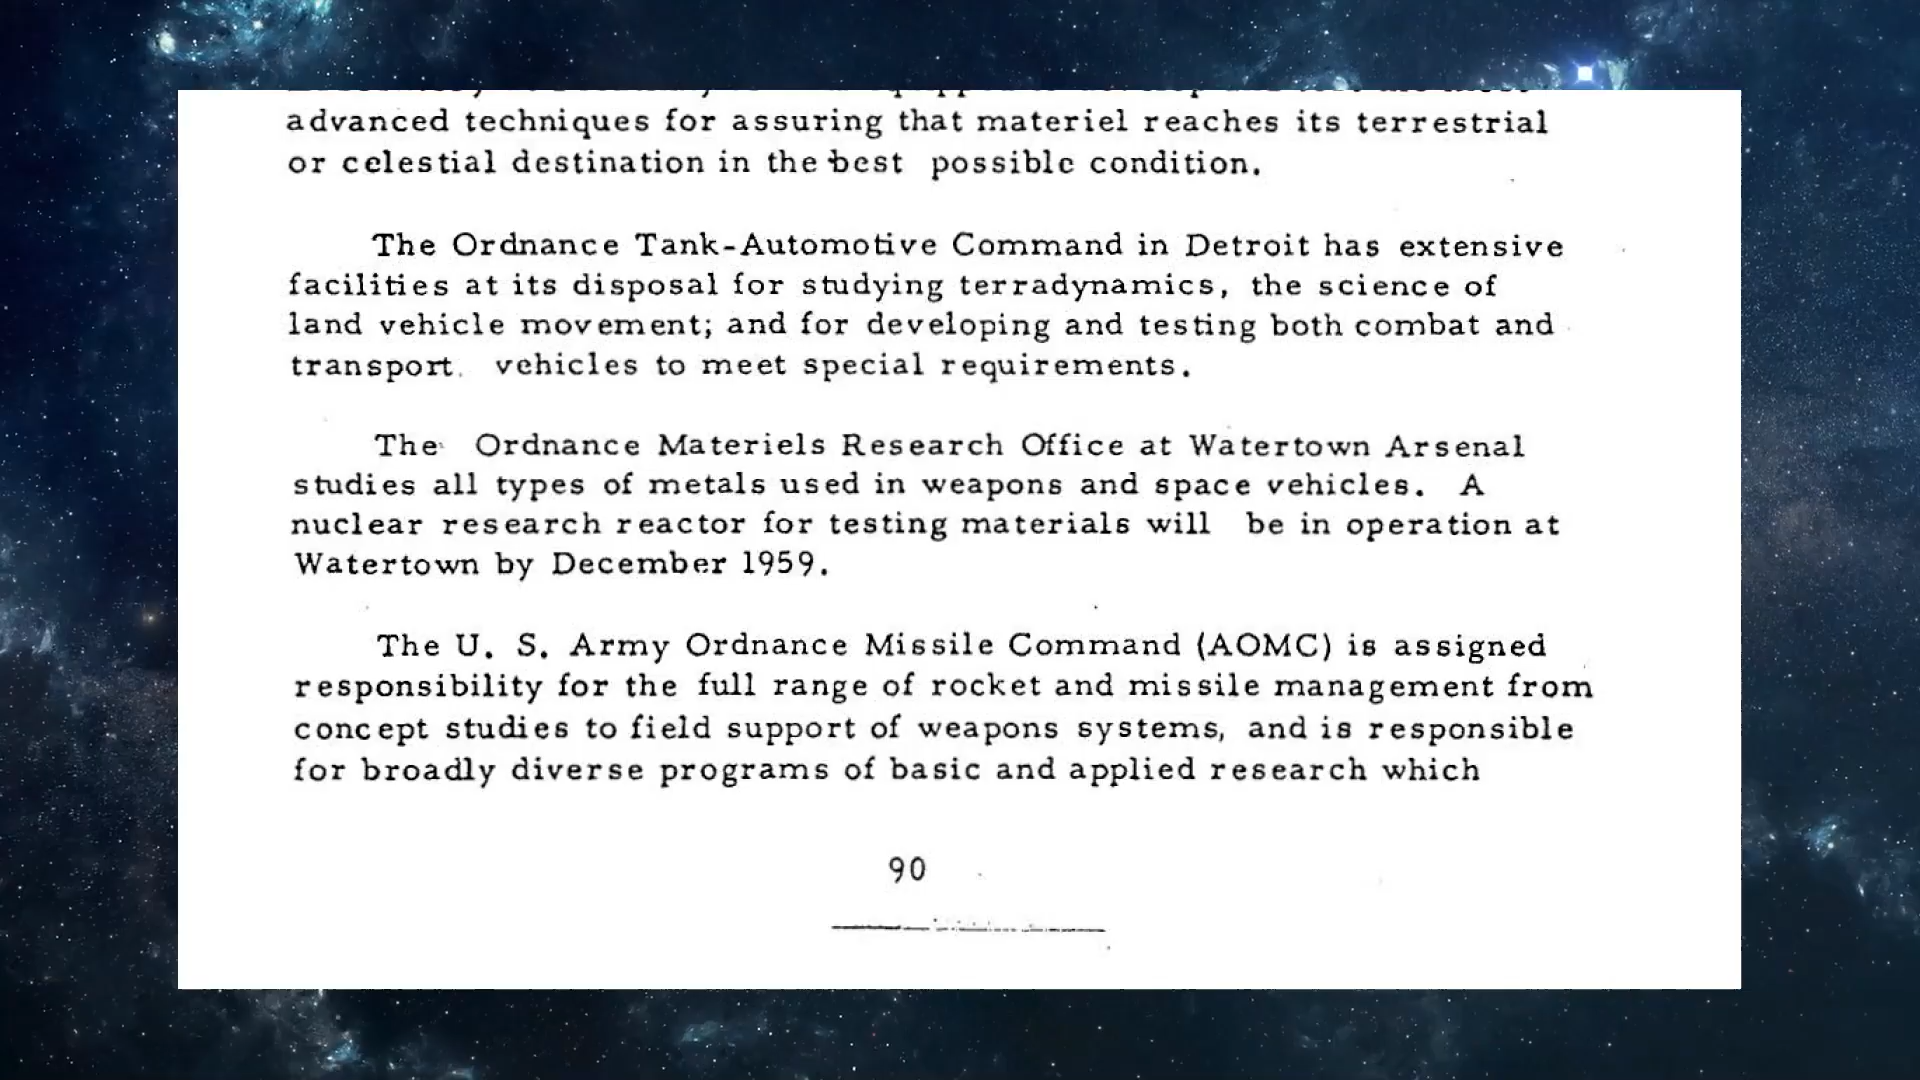 advanced techniques for assuring that materiel reaches its terrestrial
or celestial destination in the best possible condition.
The Ordnance Tank-Automotive Command in Detroit has extensive
facilities at its disposal for studying terradynamics, the science of
land vehicle movement; and for developing and testing both combat and
transport. vehicles to meet special requirements.
The Ordnance Materiels Research Office at Watertown Arsenal
studies all types of metals used in weapons and space vehicles. A
nuclear research reactor for testing materials will be in operation at
Watertown by December 1959.
The U. S. Army Ordnance Missile Command (AOMC) is assigned
responsibility for the full range of rocket and missile management from
concept studies to field support of weapons systems, and is responsible
for broadly diverse programs of basic and applied research which
90